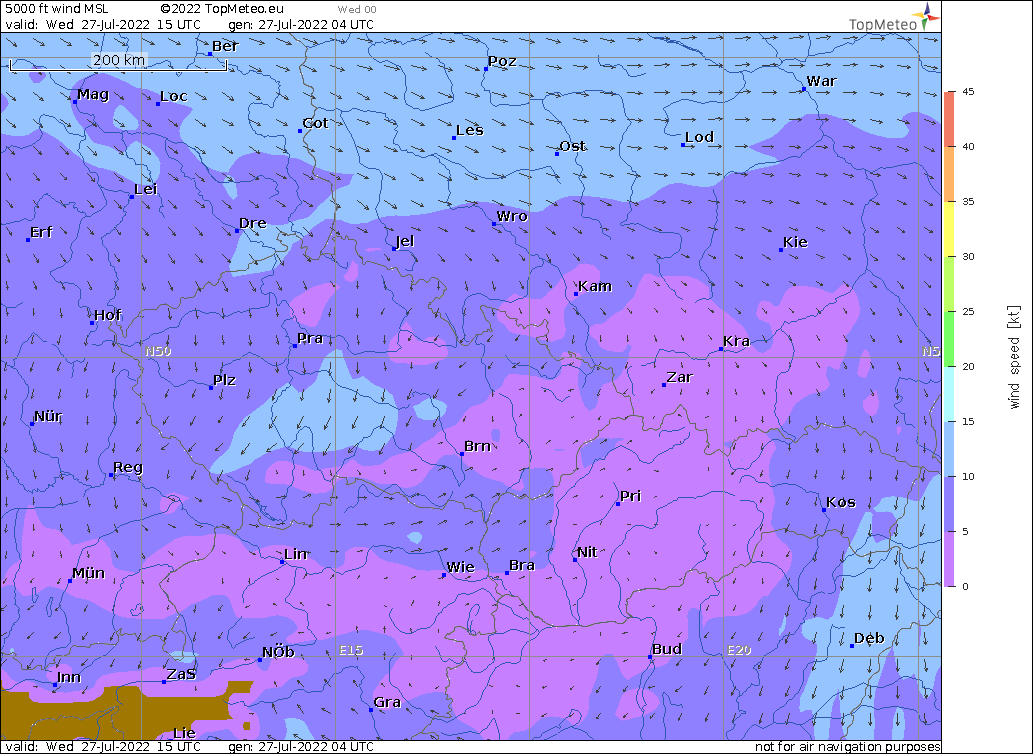 5000 ft wind MSL ©2022 TopMeteo.eu Wed 00
valid: Wed 27-Jul-2022 15 UTC gen: 27-Jul-2022 04 UTC
TopMeteo
Ber
200 km
Poz
War
Mag
Loc
Cot
Les
Ost
Lod
Lei
Wro
Erf
Dre
Jel
Kie
Kam
Hof
Pra
Kra
N50
N5
Plz
Zar
Nür
Brn
Reg
Pri
Kos
Lin
Nit
Mün
Wie
Bra
Deb
NÖb
E15
Bud
E20
Inn
ZaS
Gra
Lie
45
40
35
30
25
20
15
10
5
0
wind speed [kt]
valid: Wed 27-Jul-2022 15 UTC gen: 27-Jul-2022 04 UTC not for air navigation purposes